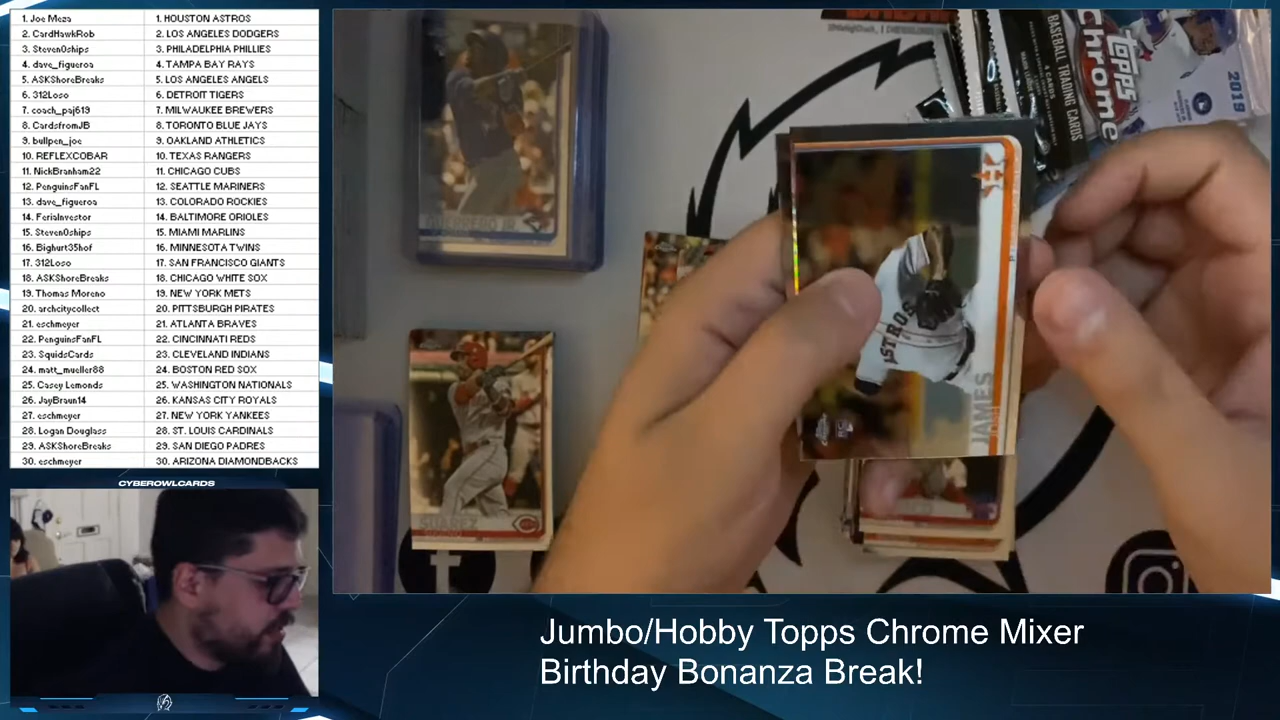 1. Joe Meza 1. HOUSTON ASTROS
2. CardHawkRob 2. LOS ANGELES DODGERS
3. Steven0ships 3. PHILADELPHIA PHILLIES
4. dave_figueroa 4. TAMPA BAY RAYS
5. ASKShoreBreaks 5. LOS ANGELES ANGELS
6. 312Loso 6. DETROIT TIGERS
7. coach_paj619 7. MILWAUKEE BREWERS
8. CardsfromJB 8. TORONTO BLUE JAYS
9. bullpen_joe 9. OAKLAND ATHLETICS
10. REFLEXCOBAR 10. TEXAS RANGERS
11. NickBranham22 11. CHICAGO CUBS
12. PenguinsFanFL 12. SEATTLE MARINERS
13. dave_figueroa 13. COLORADO ROCKIES
14. FeriaInvestor 14. BALTIMORE ORIOLES
15. Steven0ships 15. MIAMI MARLINS
16. Bighurt35hof 16. MINNESOTA TWINS
17. 312Loso 17. SAN FRANCISCO GIANTS
18. ASKShoreBreaks 18. CHICAGO WHITE SOX
19. Thomas Moreno 19. NEW YORK METS
20. archcitycollect 20. PITTSBURGH PIRATES
21. eschmeyer 21. ATLANTA BRAVES
22. PenguinsFanFL 22. CINCINNATI REDS
23. SquidsCards 23. CLEVELAND INDIANS
24. matt_mueller88 24. BOSTON RED SOX
25. Casey Lemonds 25. WASHINGTON NATIONALS
26. JayBraun14 26. KANSAS CITY ROYALS
27. eschmeyer 27. NEW YORK YANKEES
28. Logan Douglass 28. ST. LOUIS CARDINALS
29. ASKShoreBreaks 29. SAN DIEGO PADRES
30. eschmeyer 30. ARIZONA DIAMONDBACKS
CYBEROWLCARDS
GUERRERO JR.
SUAREZ
ASTROS
JAMES
BASEBALL TRADING CARDS
4 CARDS
TOPPS
Chrome
2019
Jumbo/Hobby Topps Chrome Mixer
Birthday Bonanza Break!